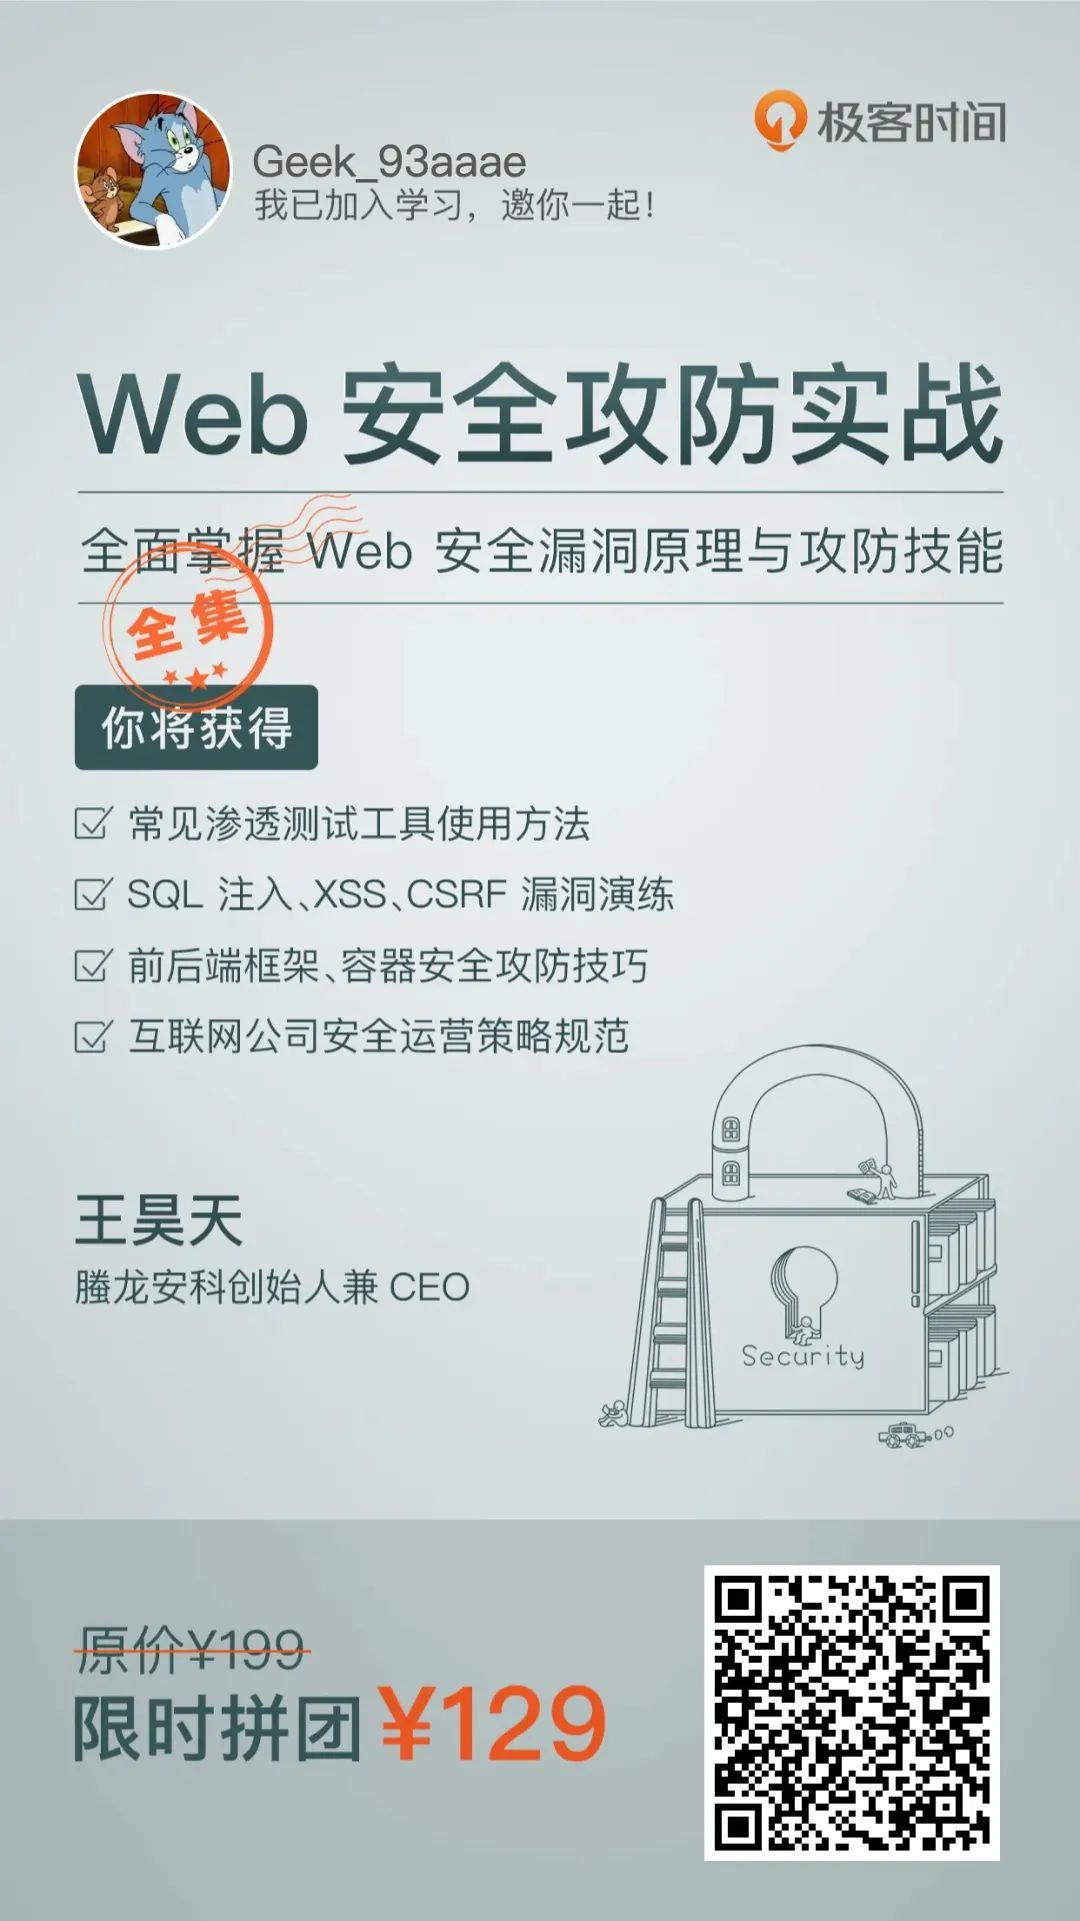 极客时间
Geek_93aaae
我已加入学习，邀你一起！
Web 安全攻防实战
全面掌握 Web 安全漏洞原理与攻防技能
全集
你将获得
常见渗透测试工具使用方法
SQL 注入、XSS、CSRF 漏洞演练
前后端框架、容器安全攻防技巧
互联网公司安全运营策略规范
王昊天
螣龙安科创始人兼 CEO
Security
原价¥199
限时拼团 ¥129